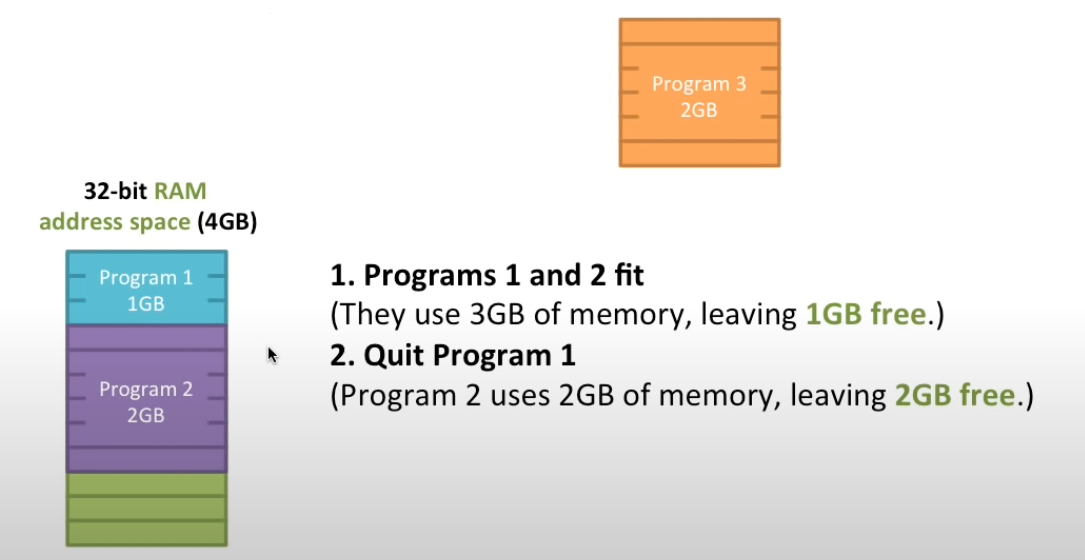 Program 3
2GB
32-bit RAM
address space (4GB)
Program 1
1GB
Program 2
2GB
1. Programs 1 and 2 fit
(They use 3GB of memory, leaving 1GB free.)
2. Quit Program 1
(Program 2 uses 2GB of memory, leaving 2GB free.)